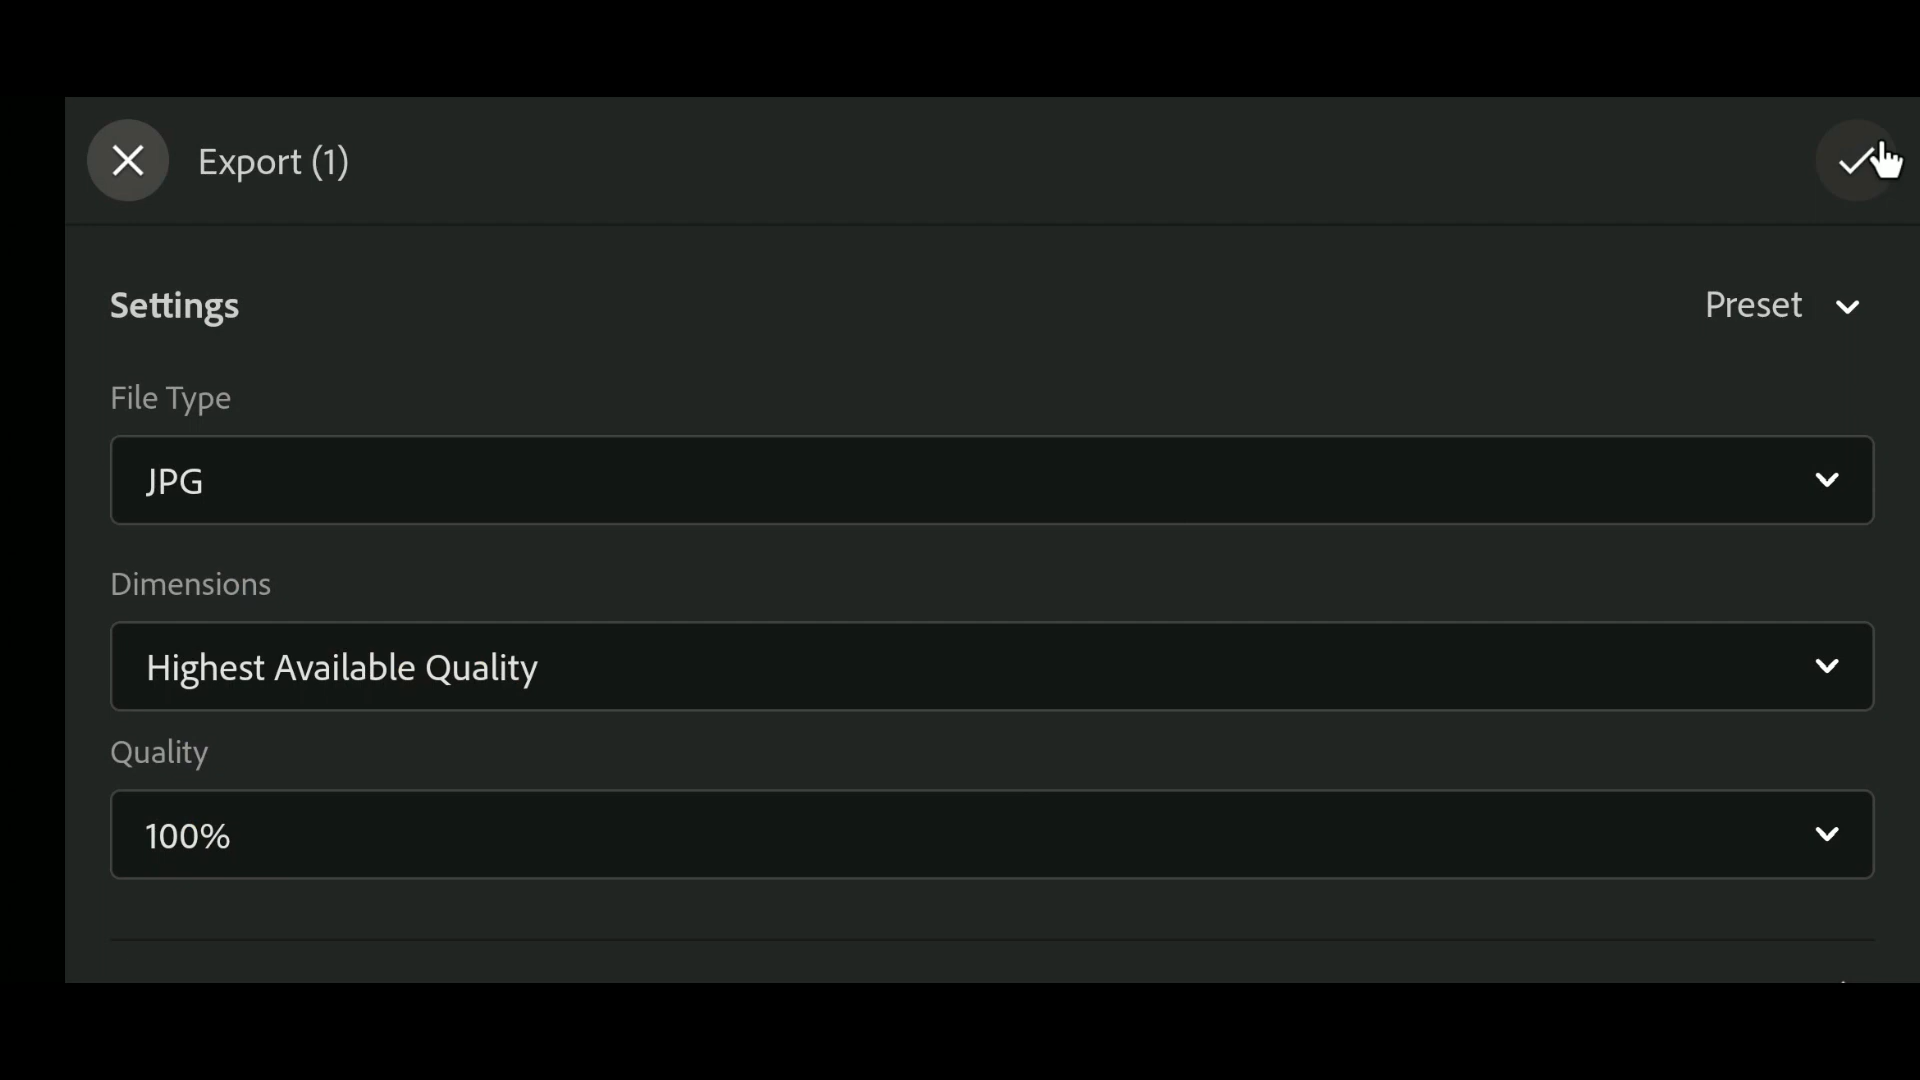 Export (1)
Settings
Preset
File Type
JPG
Dimensions
Highest Available Quality
Quality
100%